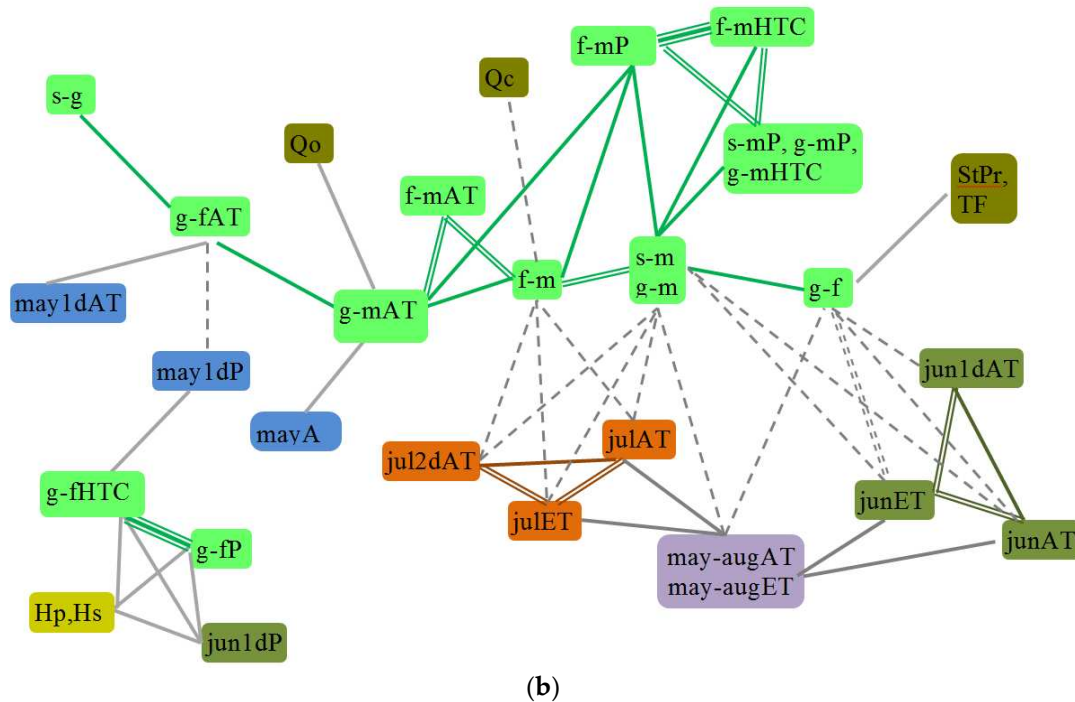 f-mP
f-mHTC
Qc
s-g
Qo
s-mP, g-mP,
g-mHTC
StPr,
TF
f-mAT
g-fAT
s-m
g-m
f-m
g-f
g-mAT
may1dAT
may1dP
mayA
jun1dAT
julAT
jul2dAT
g-fHTC
junET
julET
junAT
g-fP
may-augAT
may-augET
Hp,Hs
jun1dP
(b)